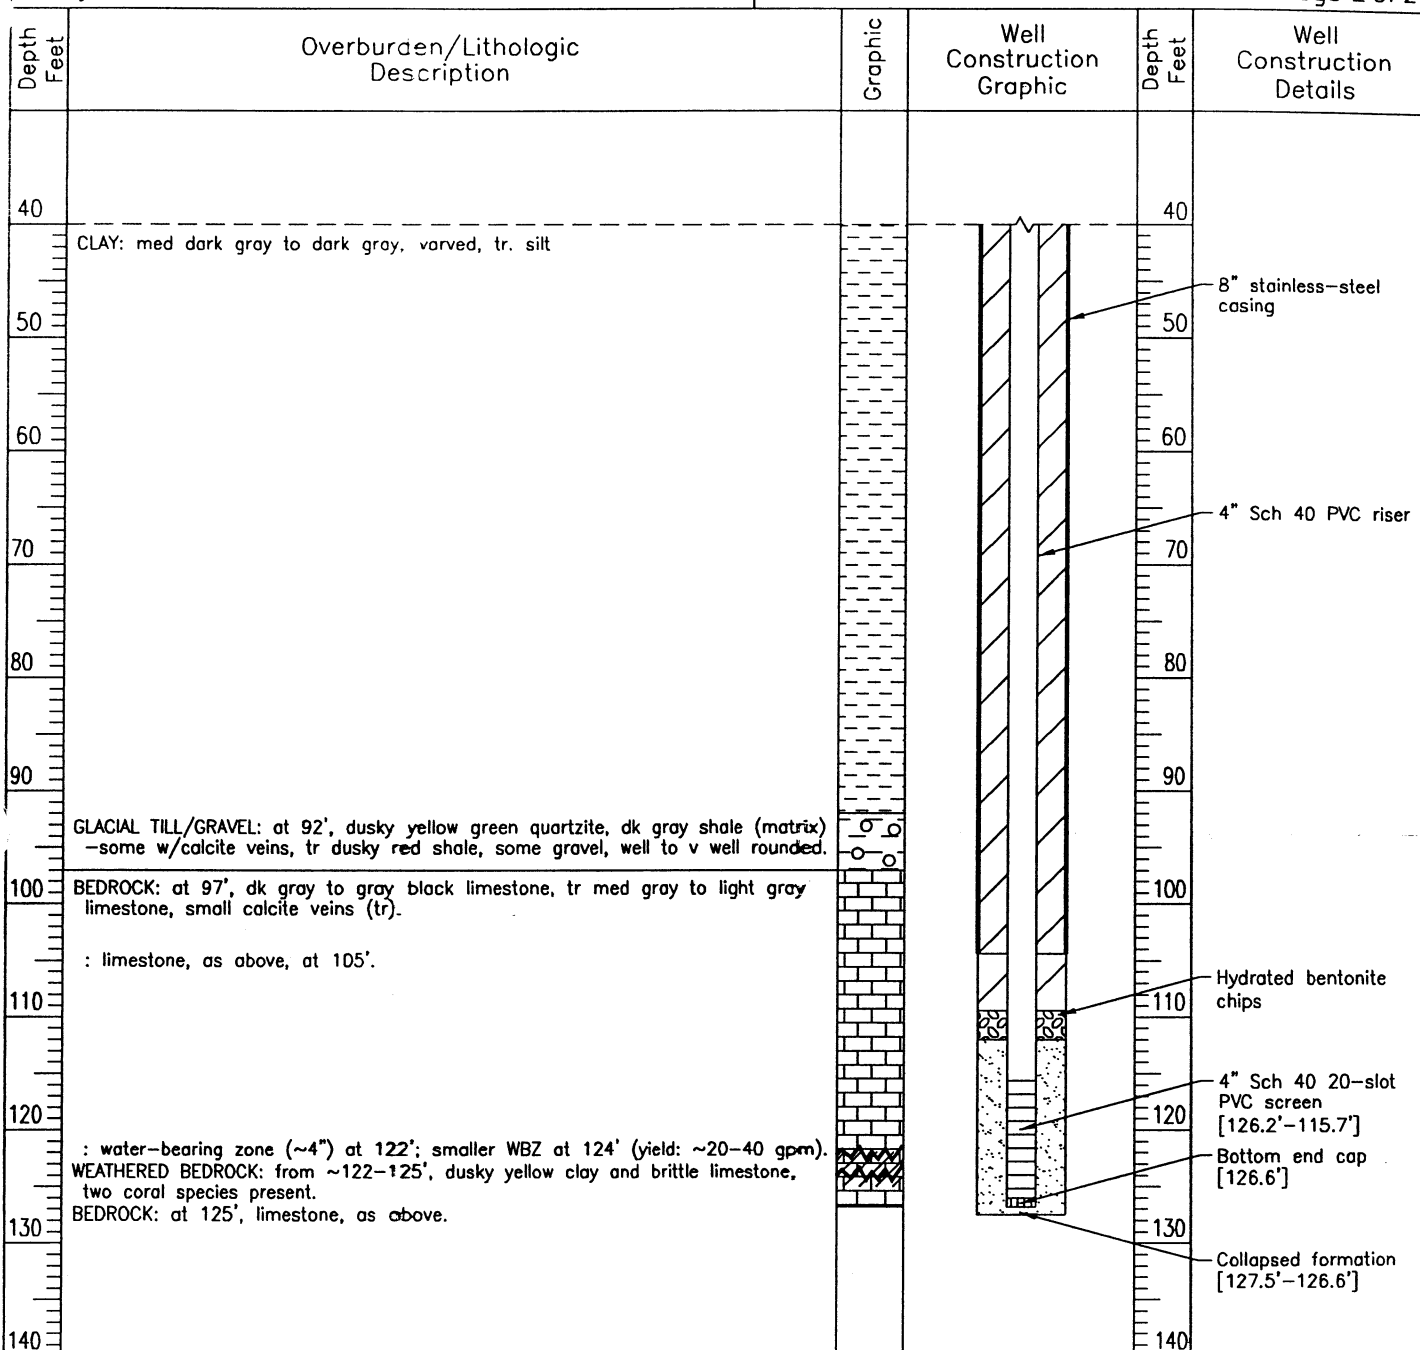 Depth Feet
Overburden/Lithologic
Description
Graphic
Well
Construction
Graphic
Depth Feet
Well
Construction
Details
40
CLAY: med dark gray to dark gray, varved, tr. silt
50
60
70
80
90
GLACIAL TILL/GRAVEL: at 92', dusky yellow green quartzite, dk gray shale (matrix)
-some w/calcite veins, tr dusky red shale, some gravel, well to v well rounded.
100
BEDROCK: at 97', dk gray to gray black limestone, tr med gray to light gray
limestone, small calcite veins (tr).
: limestone, as above, at 105'.
110
120
: water-bearing zone (~4") at 122'; smaller WBZ at 124' (yield: ~20-40 gpm).
WEATHERED BEDROCK: from ~122-125', dusky yellow clay and brittle limestone,
two coral species present.
BEDROCK: at 125', limestone, as above.
130
140
40
50
60
70
80
90
100
110
120
130
140
8" stainless-steel
casing
4" Sch 40 PVC riser
Hydrated bentonite
chips
4" Sch 40 20-slot
PVC screen
[126.2'-115.7']
Bottom end cap
[126.6']
Collapsed formation
[127.5'-126.6']